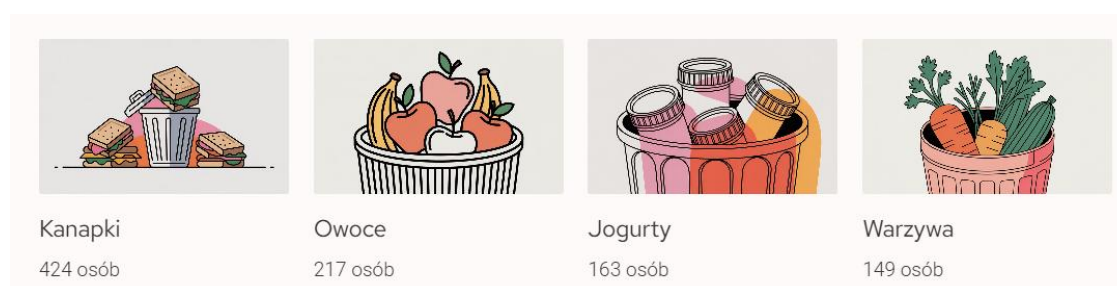 Kanapki
424 osób
Owoce
217 osób
Jogurty
163 osób
Warzywa
149 osób